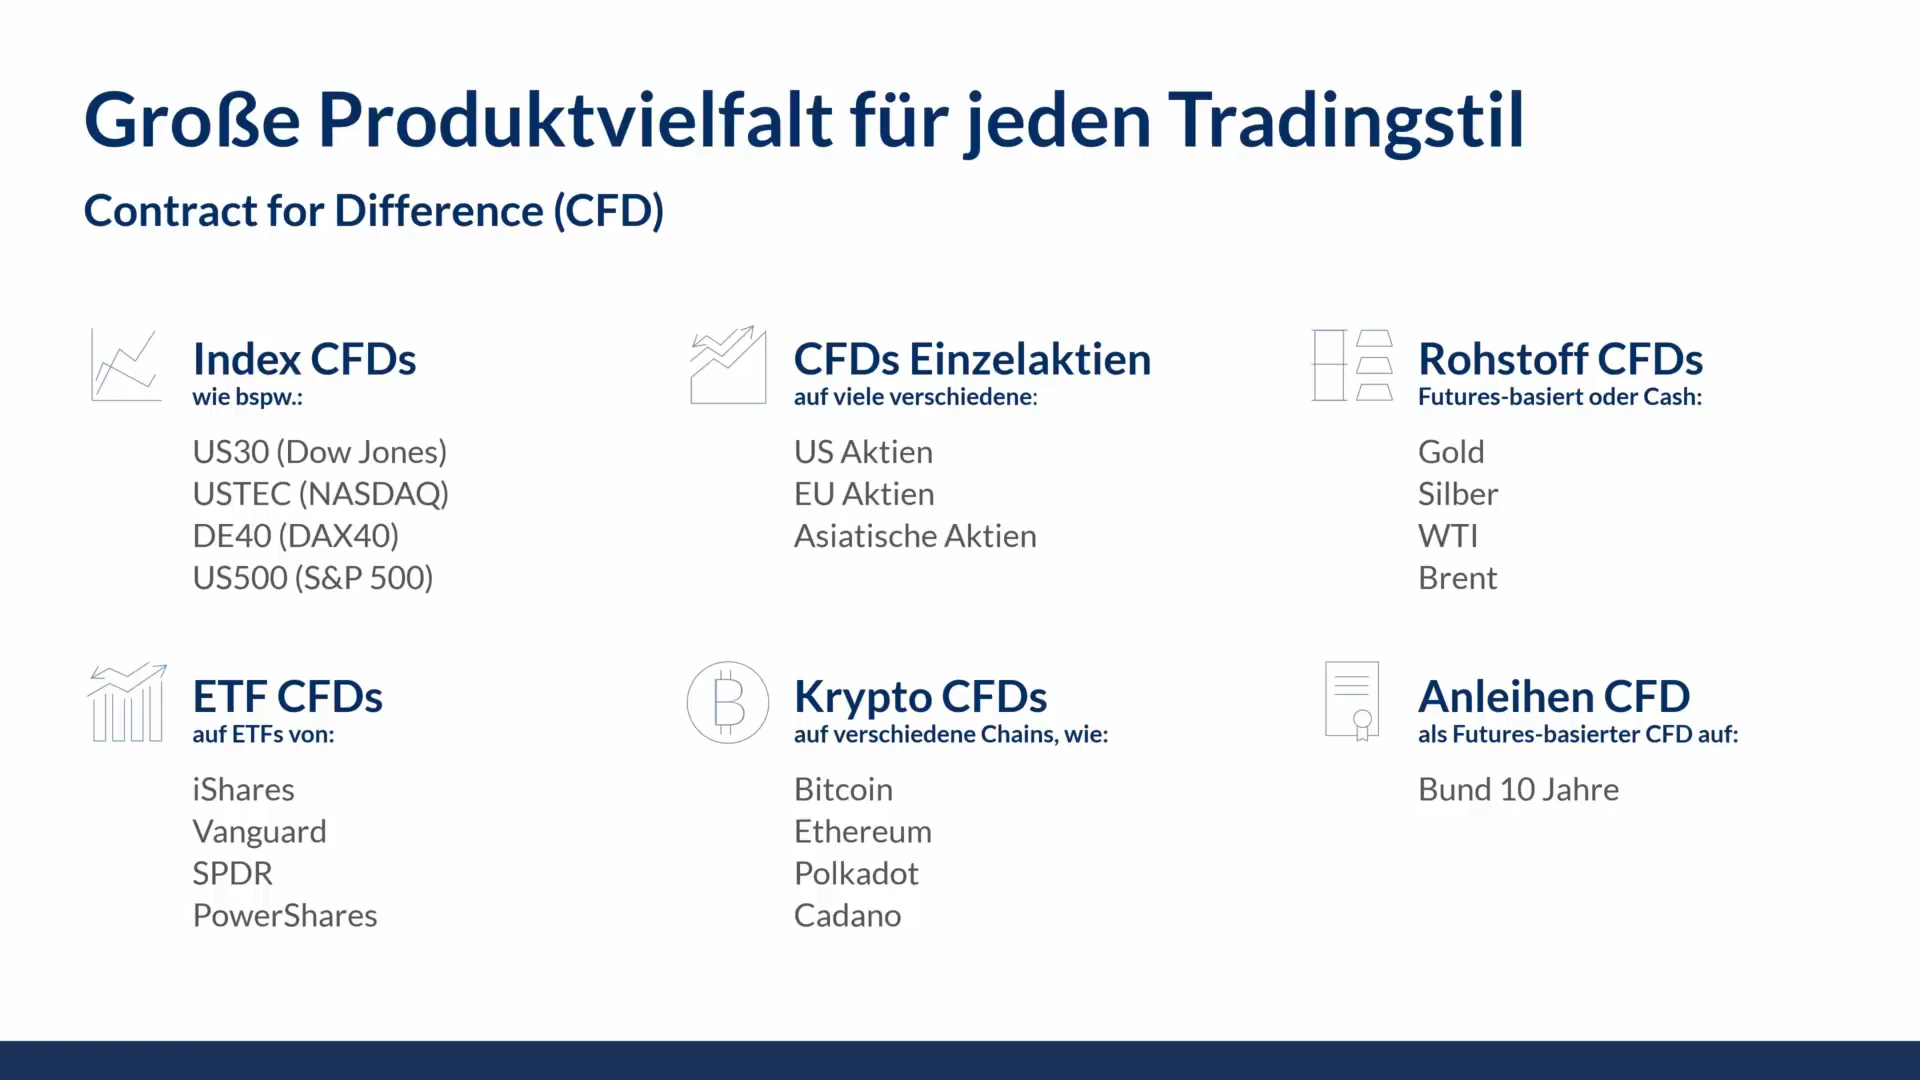 Große Produktvielfalt für jeden Tradingstil
Contract for Difference (CFD)
Index CFDs
wie bspw.:
US30 (Dow Jones)
USTEC (NASDAQ)
DE40 (DAX40)
US500 (S&P 500)
CFDs Einzelaktien
auf viele verschiedene:
US Aktien
EU Aktien
Asiatische Aktien
Rohstoff CFDs
Futures-basiert oder Cash:
Gold
Silber
WTI
Brent
ETF CFDs
auf ETFs von:
iShares
Vanguard
SPDR
PowerShares
Krypto CFDs
auf verschiedene Chains, wie:
Bitcoin
Ethereum
Polkadot
Cadano
Anleihen CFD
als Futures-basierter CFD auf:
Bund 10 Jahre